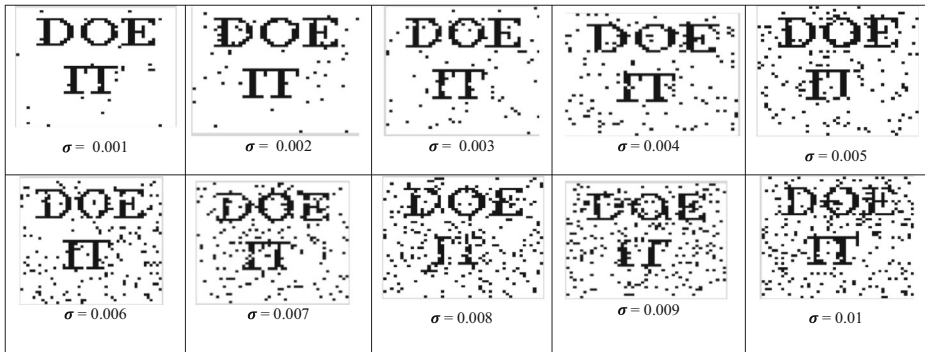 DOE
IT
σ = 0.001
DOE
IT
σ = 0.002
DOE
IT
σ = 0.003
DOE
IT
σ = 0.004
DOE
IT
σ = 0.005
DOE
IT
σ = 0.006
DOE
IT
σ = 0.007
DOE
IT
σ = 0.008
DOE
IT
σ = 0.009
DOE
IT
σ = 0.01